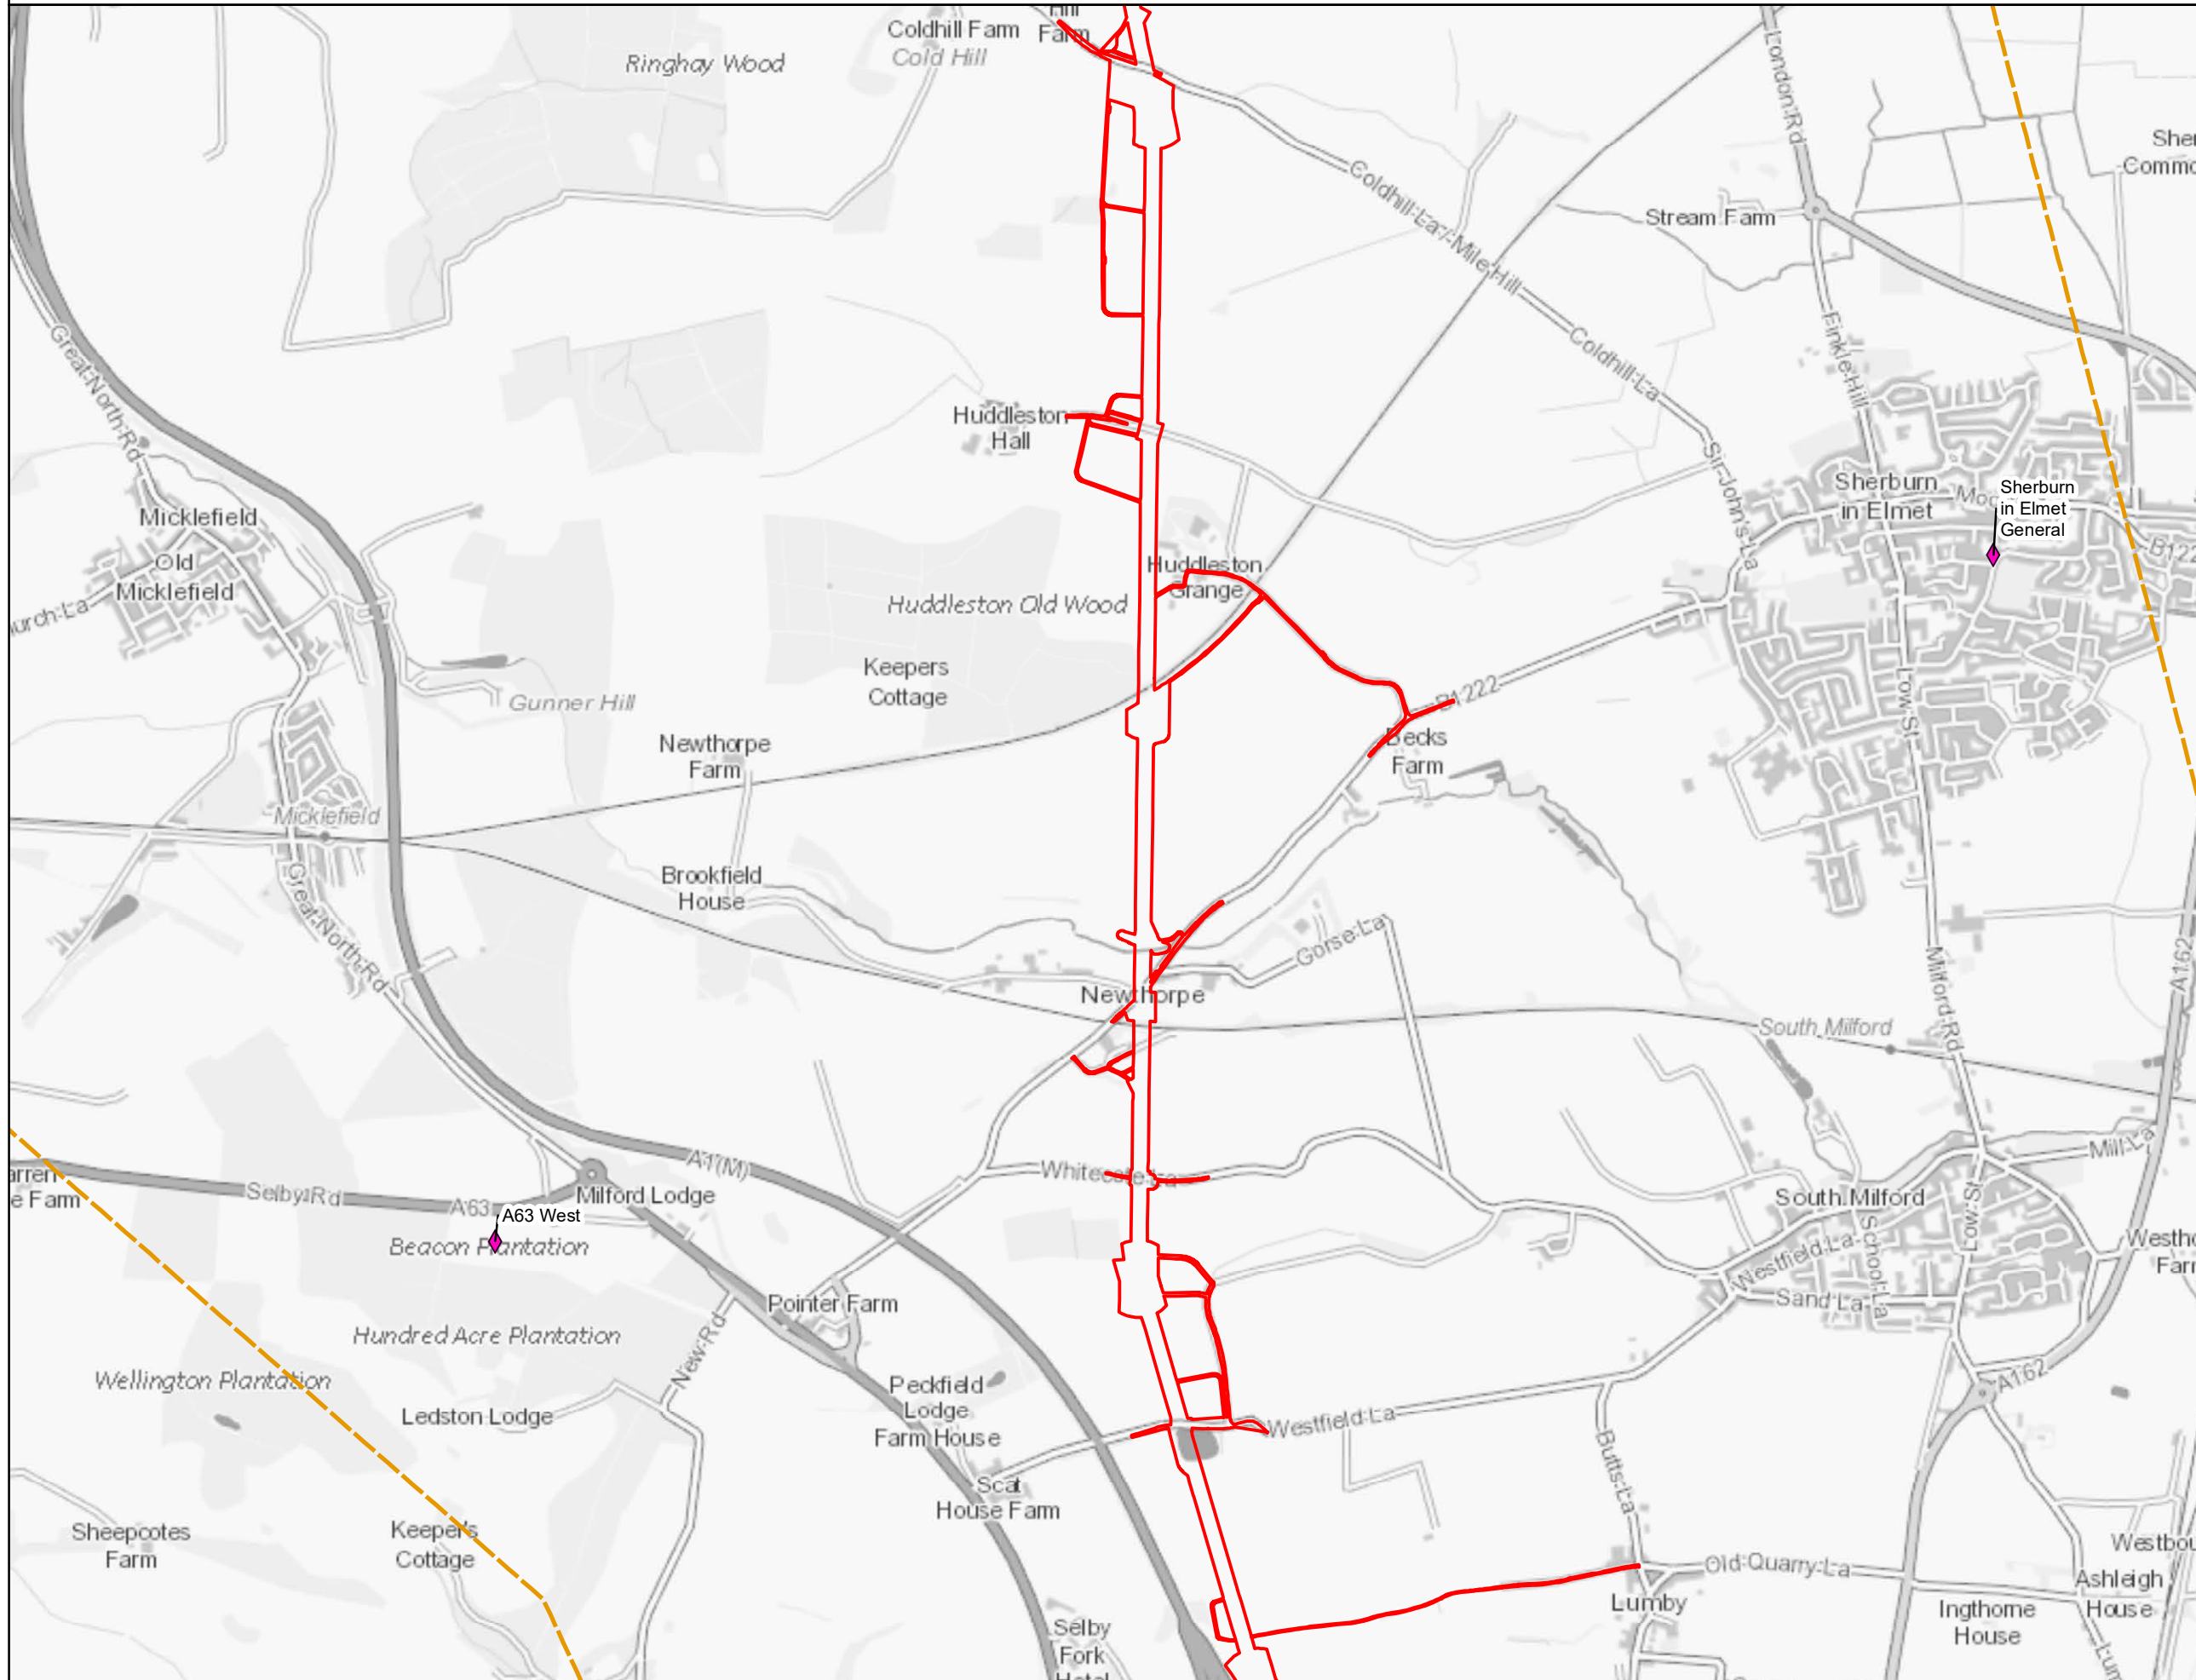 Hill
Farm
Coldhill Farm
Cold Hill
Ringhay Wood
London Rd
Coldhill La / Mile Hill
Stream Farm
Great North Rd
Finkle Hill
Coldhill La
Huddleston
Hall
Sir John's La
Sherburn
in Elmet
Sherburn
in Elmet
General
Micklefield
Old
Micklefield
Huddleston
Grange
Huddleston Old Wood
Keepers
Cottage
Gunner Hill
B1222
Becks
Farm
Low St
Newthorpe
Farm
Micklefield
Brookfield
House
Great North Rd
Gorse La
Newthorpe
Milford Rd
A162
South Milford
Mill La
A1(M)
Whitecote La
Selby Rd
A63
Milford Lodge
A63 West
Beacon Plantation
South Milford
Low St
School La
Westfield La
Sand La
Pointer Farm
Hundred Acre Plantation
New Rd
Wellington Plantation
Ledston Lodge
Peckfield
Lodge
Farm House
Westfield La
A162
Butts La
Scat
House Farm
Sheepcotes
Farm
Keeper's
Cottage
Old Quarry La
Lumby
Ashleigh
House
Ingthorne
House
Selby
Fork
Hotel